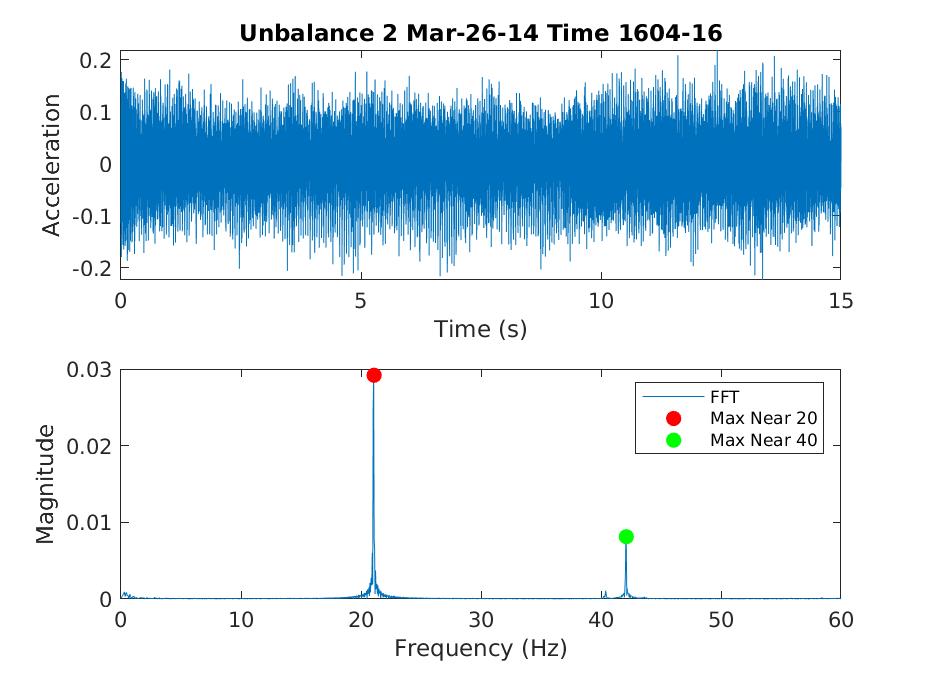 Unbalance 2 Mar-26-14 Time 1604-16
0.2
0.1
0
-0.1
-0.2
Acceleration
0 5 10 15
Time (s)
0.03
0.02
0.01
0
Magnitude
FFT
Max Near 20
Max Near 40
0 10 20 30 40 50 60
Frequency (Hz)